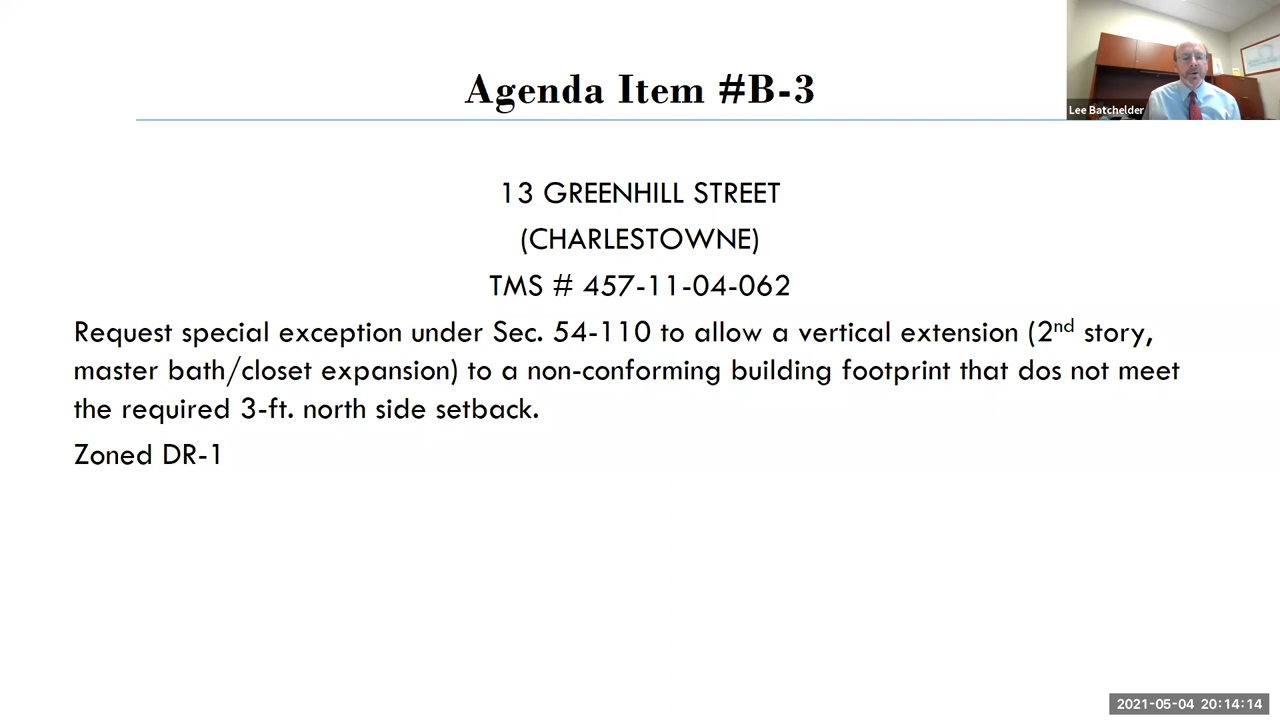 Agenda Item #B-3
Lee Batchelder
13 GREENHILL STREET
(CHARLESTOWNE)
TMS # 457-11-04-062
Request special exception under Sec. 54-110 to allow a vertical extension (2nd story,
master bath/closet expansion) to a non-conforming building footprint that dos not meet
the required 3-ft. north side setback.
Zoned DR-1
2021-05-04 20:14:14